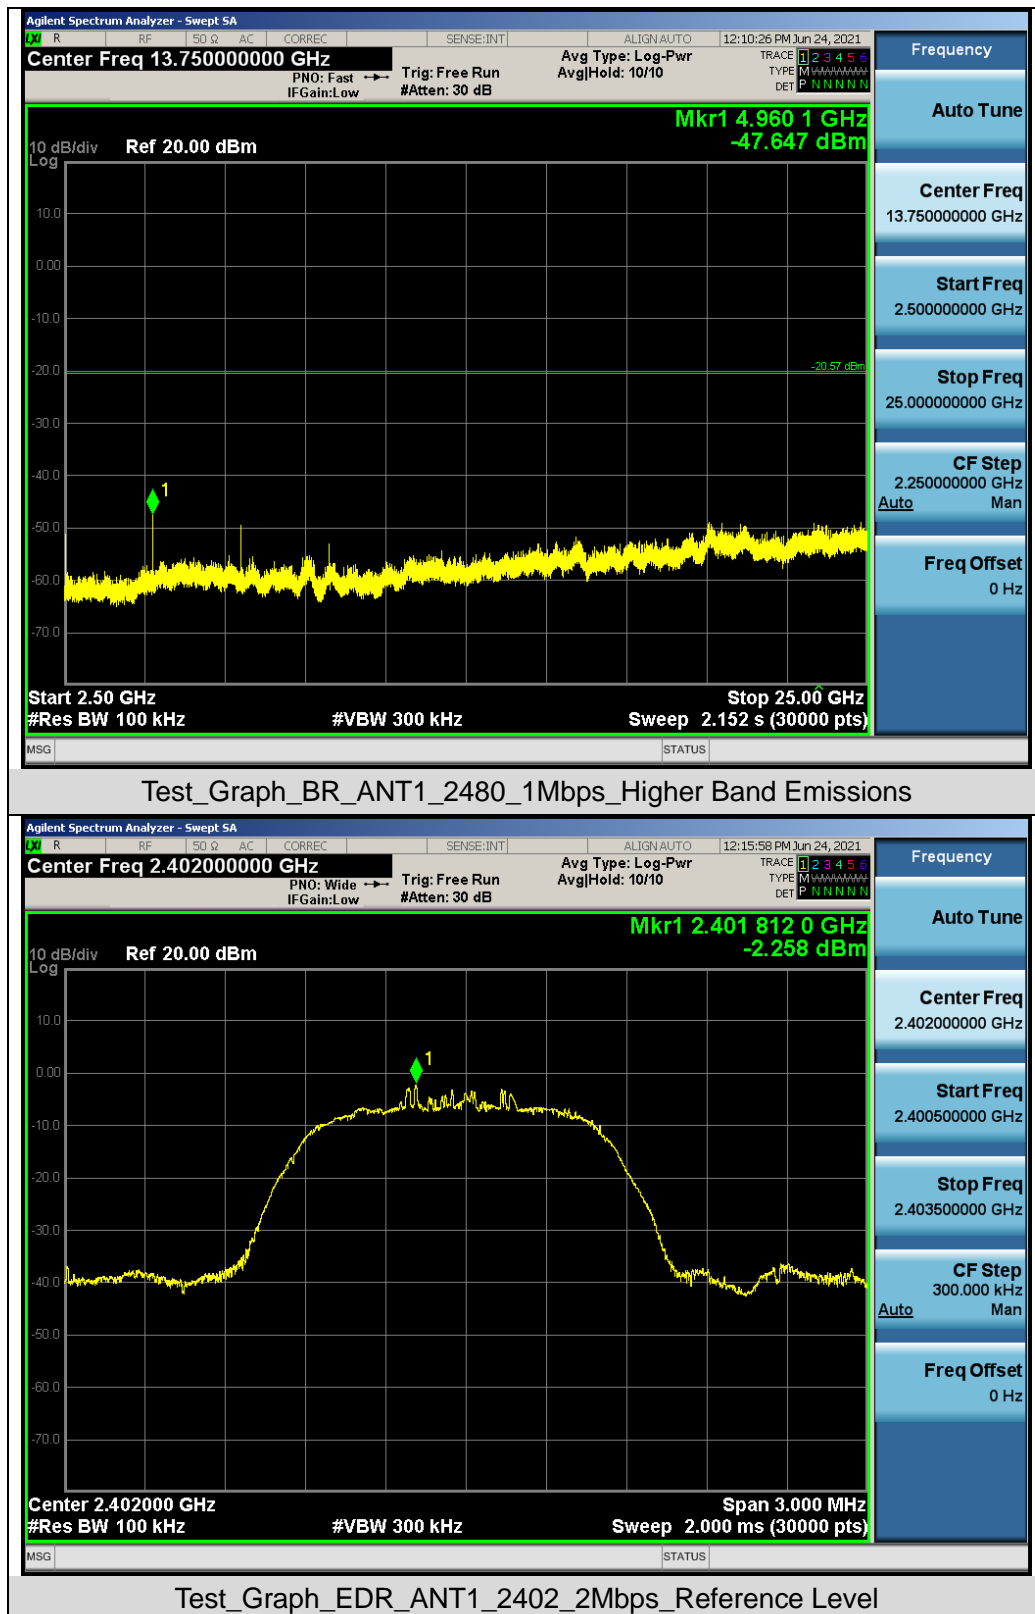 Agilent Spectrum Analyzer - Swept SA
LXI R RF 50 Ω AC CORREC SENSE:INT ALIGN AUTO 12:10:26 PM Jun 24, 2021
Center Freq 13.750000000 GHz
PNO: Fast Trig: Free Run
IFGain:Low #Atten: 30 dB
Avg Type: Log-Pwr
Avg|Hold: 10/10
TRACE 1 2 3 4 5 6
TYPE M WWWWW
DET P N N N N N
Mkr1 4.960 1 GHz
-47.647 dBm
10 dB/div Ref 20.00 dBm
Log
10.0
0.00
-10.0
-20.0
-20.57 dBm
-30.0
-40.0
1
-50.0
-60.0
-70.0
Start 2.50 GHz Stop 25.00 GHz
#Res BW 100 kHz #VBW 300 kHz Sweep 2.152 s (30000 pts)
MSG STATUS
Frequency
Auto Tune
Center Freq
13.750000000 GHz
Start Freq
2.500000000 GHz
Stop Freq
25.000000000 GHz
CF Step
2.250000000 GHz
Auto Man
Freq Offset
0 Hz
Test_Graph_BR_ANT1_2480_1Mbps_Higher Band Emissions
Agilent Spectrum Analyzer - Swept SA
LXI R RF 50 Ω AC CORREC SENSE:INT ALIGN AUTO 12:15:58 PM Jun 24, 2021
Center Freq 2.402000000 GHz
PNO: Wide Trig: Free Run
IFGain:Low #Atten: 30 dB
Avg Type: Log-Pwr
Avg|Hold: 10/10
TRACE 1 2 3 4 5 6
TYPE M WWWWW
DET P N N N N N
Mkr1 2.401 812 0 GHz
-2.258 dBm
10 dB/div Ref 20.00 dBm
Log
10.0
1
0.00
-10.0
-20.0
-30.0
-40.0
-50.0
-60.0
-70.0
Center 2.402000 GHz Span 3.000 MHz
#Res BW 100 kHz #VBW 300 kHz Sweep 2.000 ms (30000 pts)
MSG STATUS
Frequency
Auto Tune
Center Freq
2.402000000 GHz
Start Freq
2.400500000 GHz
Stop Freq
2.403500000 GHz
CF Step
300.000 kHz
Auto Man
Freq Offset
0 Hz
Test_Graph_EDR_ANT1_2402_2Mbps_Reference Level